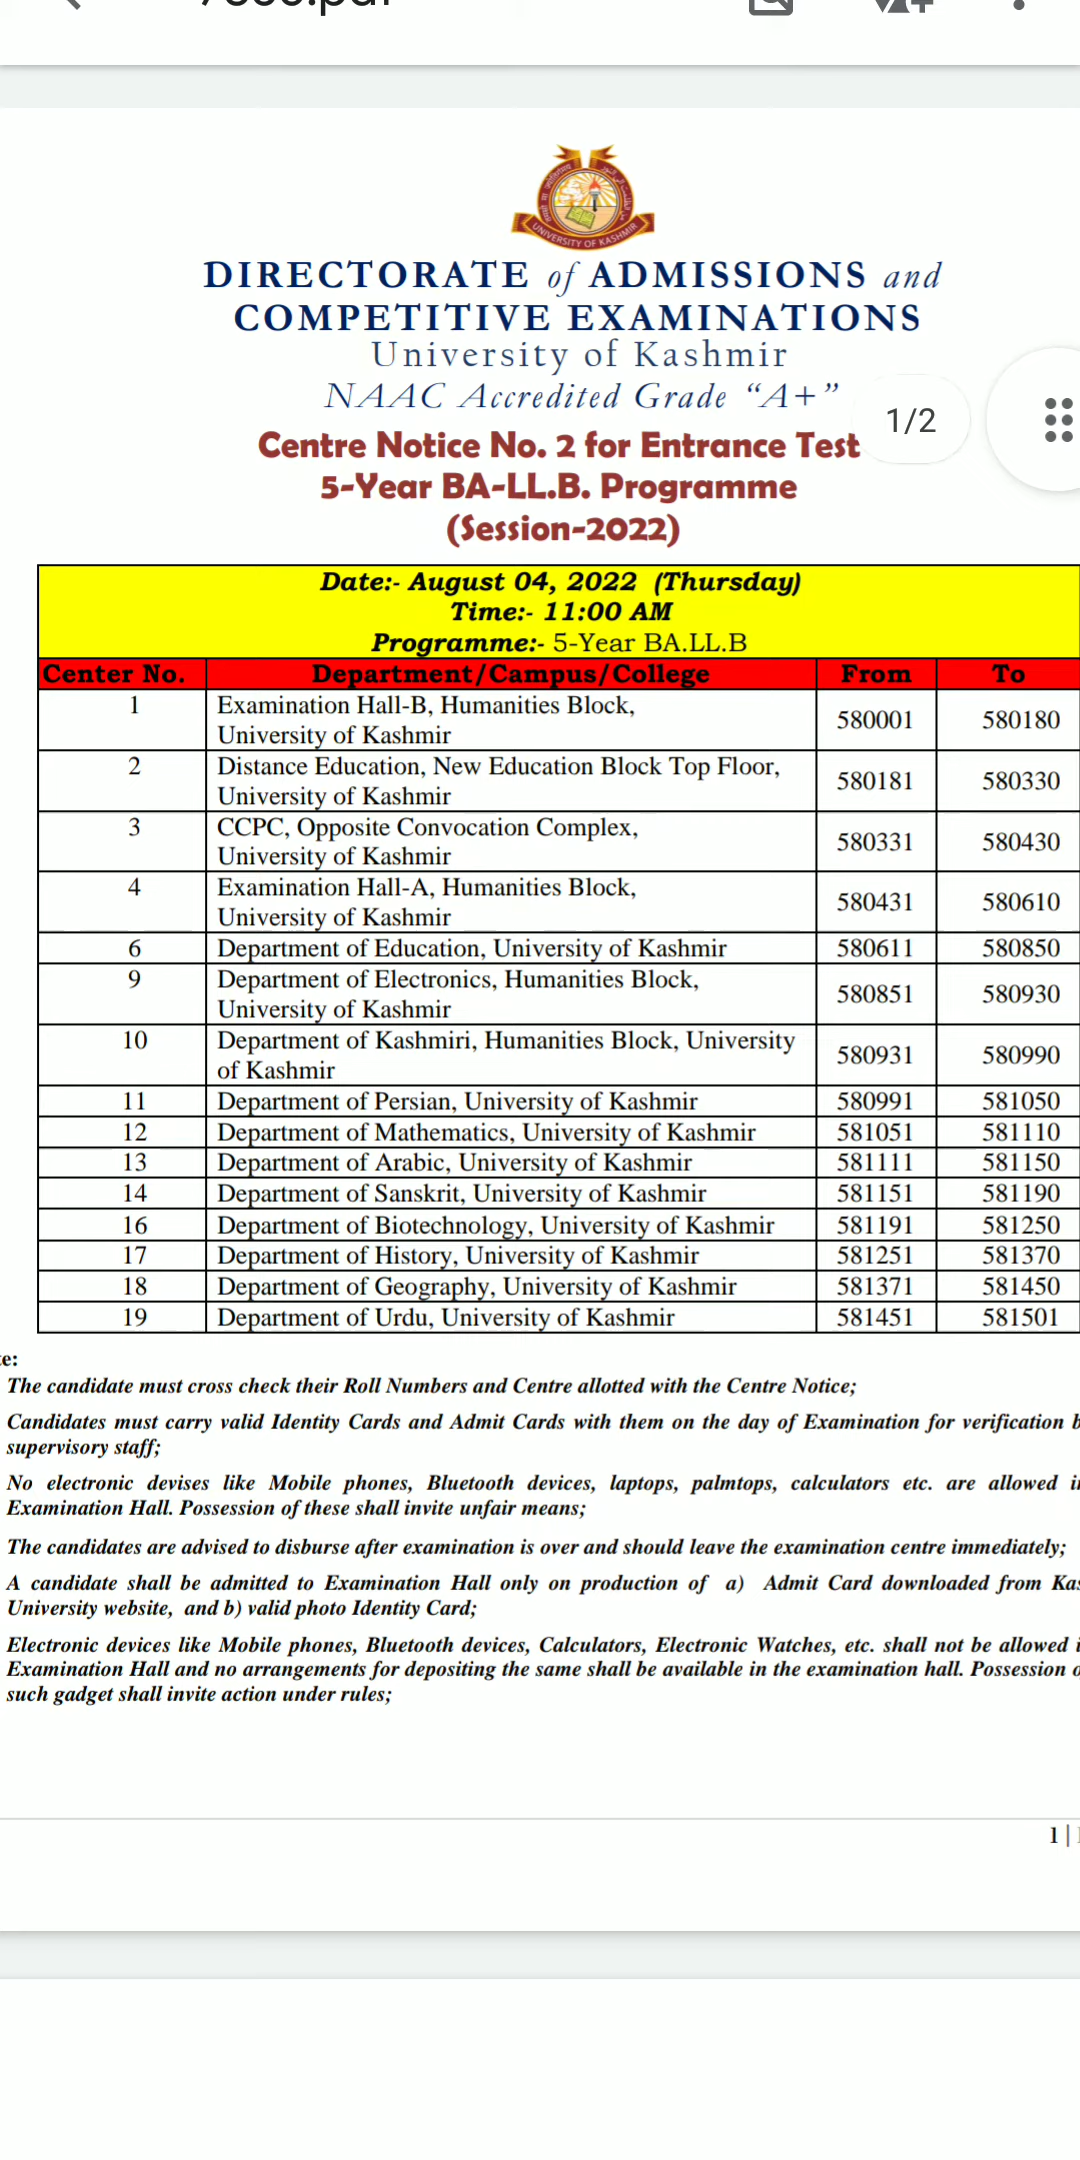 UNIVERSITY OF KASHMIR
DIRECTORATE of ADMISSIONS and
COMPETITIVE EXAMINATIONS
University of Kashmir
NAAC Accredited Grade “A+”
1/2
Centre Notice No. 2 for Entrance Test
5-Year BA-LL.B. Programme
(Session-2022)
Date:- August 04, 2022 (Thursday)
Time:- 11:00 AM
Programme:- 5-Year BA.LL.B
Center No. Department/Campus/College From To
1 Examination Hall-B, Humanities Block,
University of Kashmir 580001 580180
2 Distance Education, New Education Block Top Floor,
University of Kashmir 580181 580330
3 CCPC, Opposite Convocation Complex,
University of Kashmir 580331 580430
4 Examination Hall-A, Humanities Block,
University of Kashmir 580431 580610
6 Department of Education, University of Kashmir 580611 580850
9 Department of Electronics, Humanities Block,
University of Kashmir 580851 580930
10 Department of Kashmiri, Humanities Block, University
of Kashmir 580931 580990
11 Department of Persian, University of Kashmir 580991 581050
12 Department of Mathematics, University of Kashmir 581051 581110
13 Department of Arabic, University of Kashmir 581111 581150
14 Department of Sanskrit, University of Kashmir 581151 581190
16 Department of Biotechnology, University of Kashmir 581191 581250
17 Department of History, University of Kashmir 581251 581370
18 Department of Geography, University of Kashmir 581371 581450
19 Department of Urdu, University of Kashmir 581451 581501
e:
The candidate must cross check their Roll Numbers and Centre allotted with the Centre Notice;
Candidates must carry valid Identity Cards and Admit Cards with them on the day of Examination for verification
supervisory staff;
No electronic devises like Mobile phones, Bluetooth devices, laptops, palmtops, calculators etc. are allowed
Examination Hall. Possession of these shall invite unfair means;
The candidates are advised to disburse after examination is over and should leave the examination centre immediately;
A candidate shall be admitted to Examination Hall only on production of a) Admit Card downloaded from Kas
University website, and b) valid photo Identity Card;
Electronic devices like Mobile phones, Bluetooth devices, Calculators, Electronic Watches, etc. shall not be allowed
Examination Hall and no arrangements for depositing the same shall be available in the examination hall. Possession
such gadget shall invite action under rules;
1 |